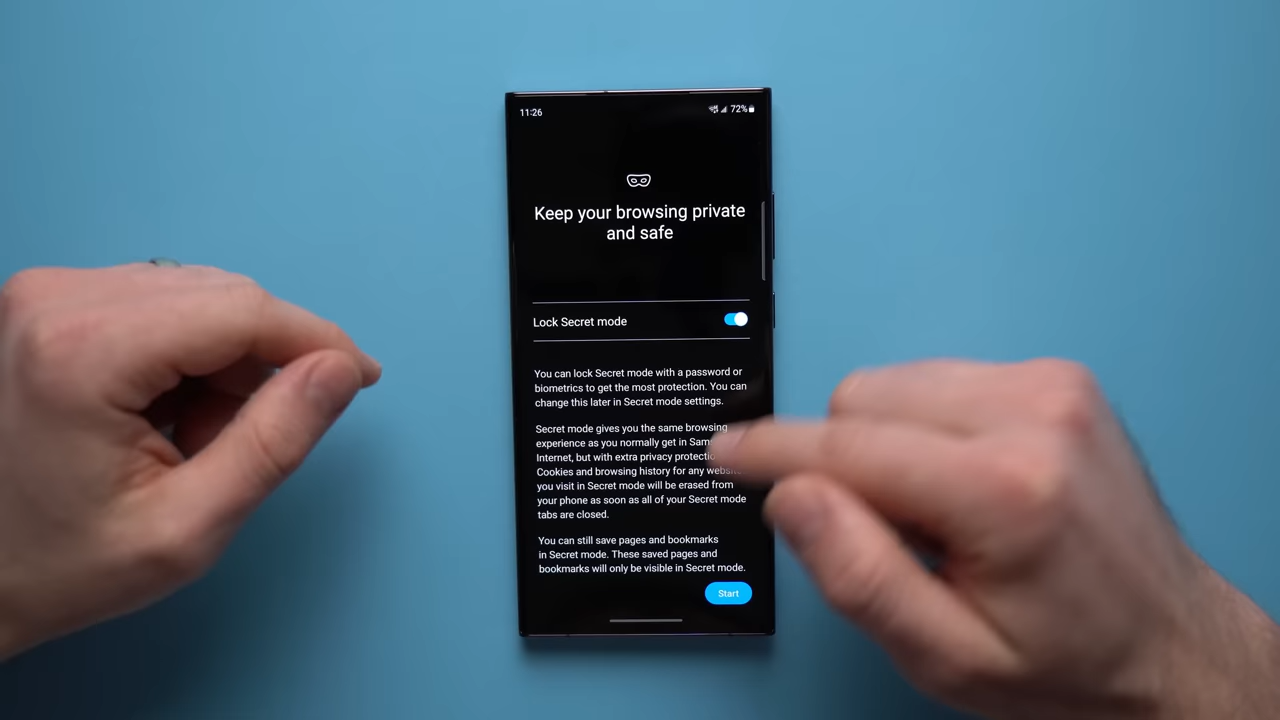 11:26
72%
Keep your browsing private
and safe
Lock Secret mode
You can lock Secret mode with a password or
biometrics to get the most protection. You can
change this later in Secret mode settings.
Secret mode gives you the same browsing
experience as you normally get in Sam
Internet, but with extra privacy protectio
Cookies and browsing history for any websi
you visit in Secret mode will be erased from
your phone as soon as all of your Secret mode
tabs are closed.
You can still save pages and bookmarks
in Secret mode. These saved pages and
bookmarks will only be visible in Secret mode.
Start